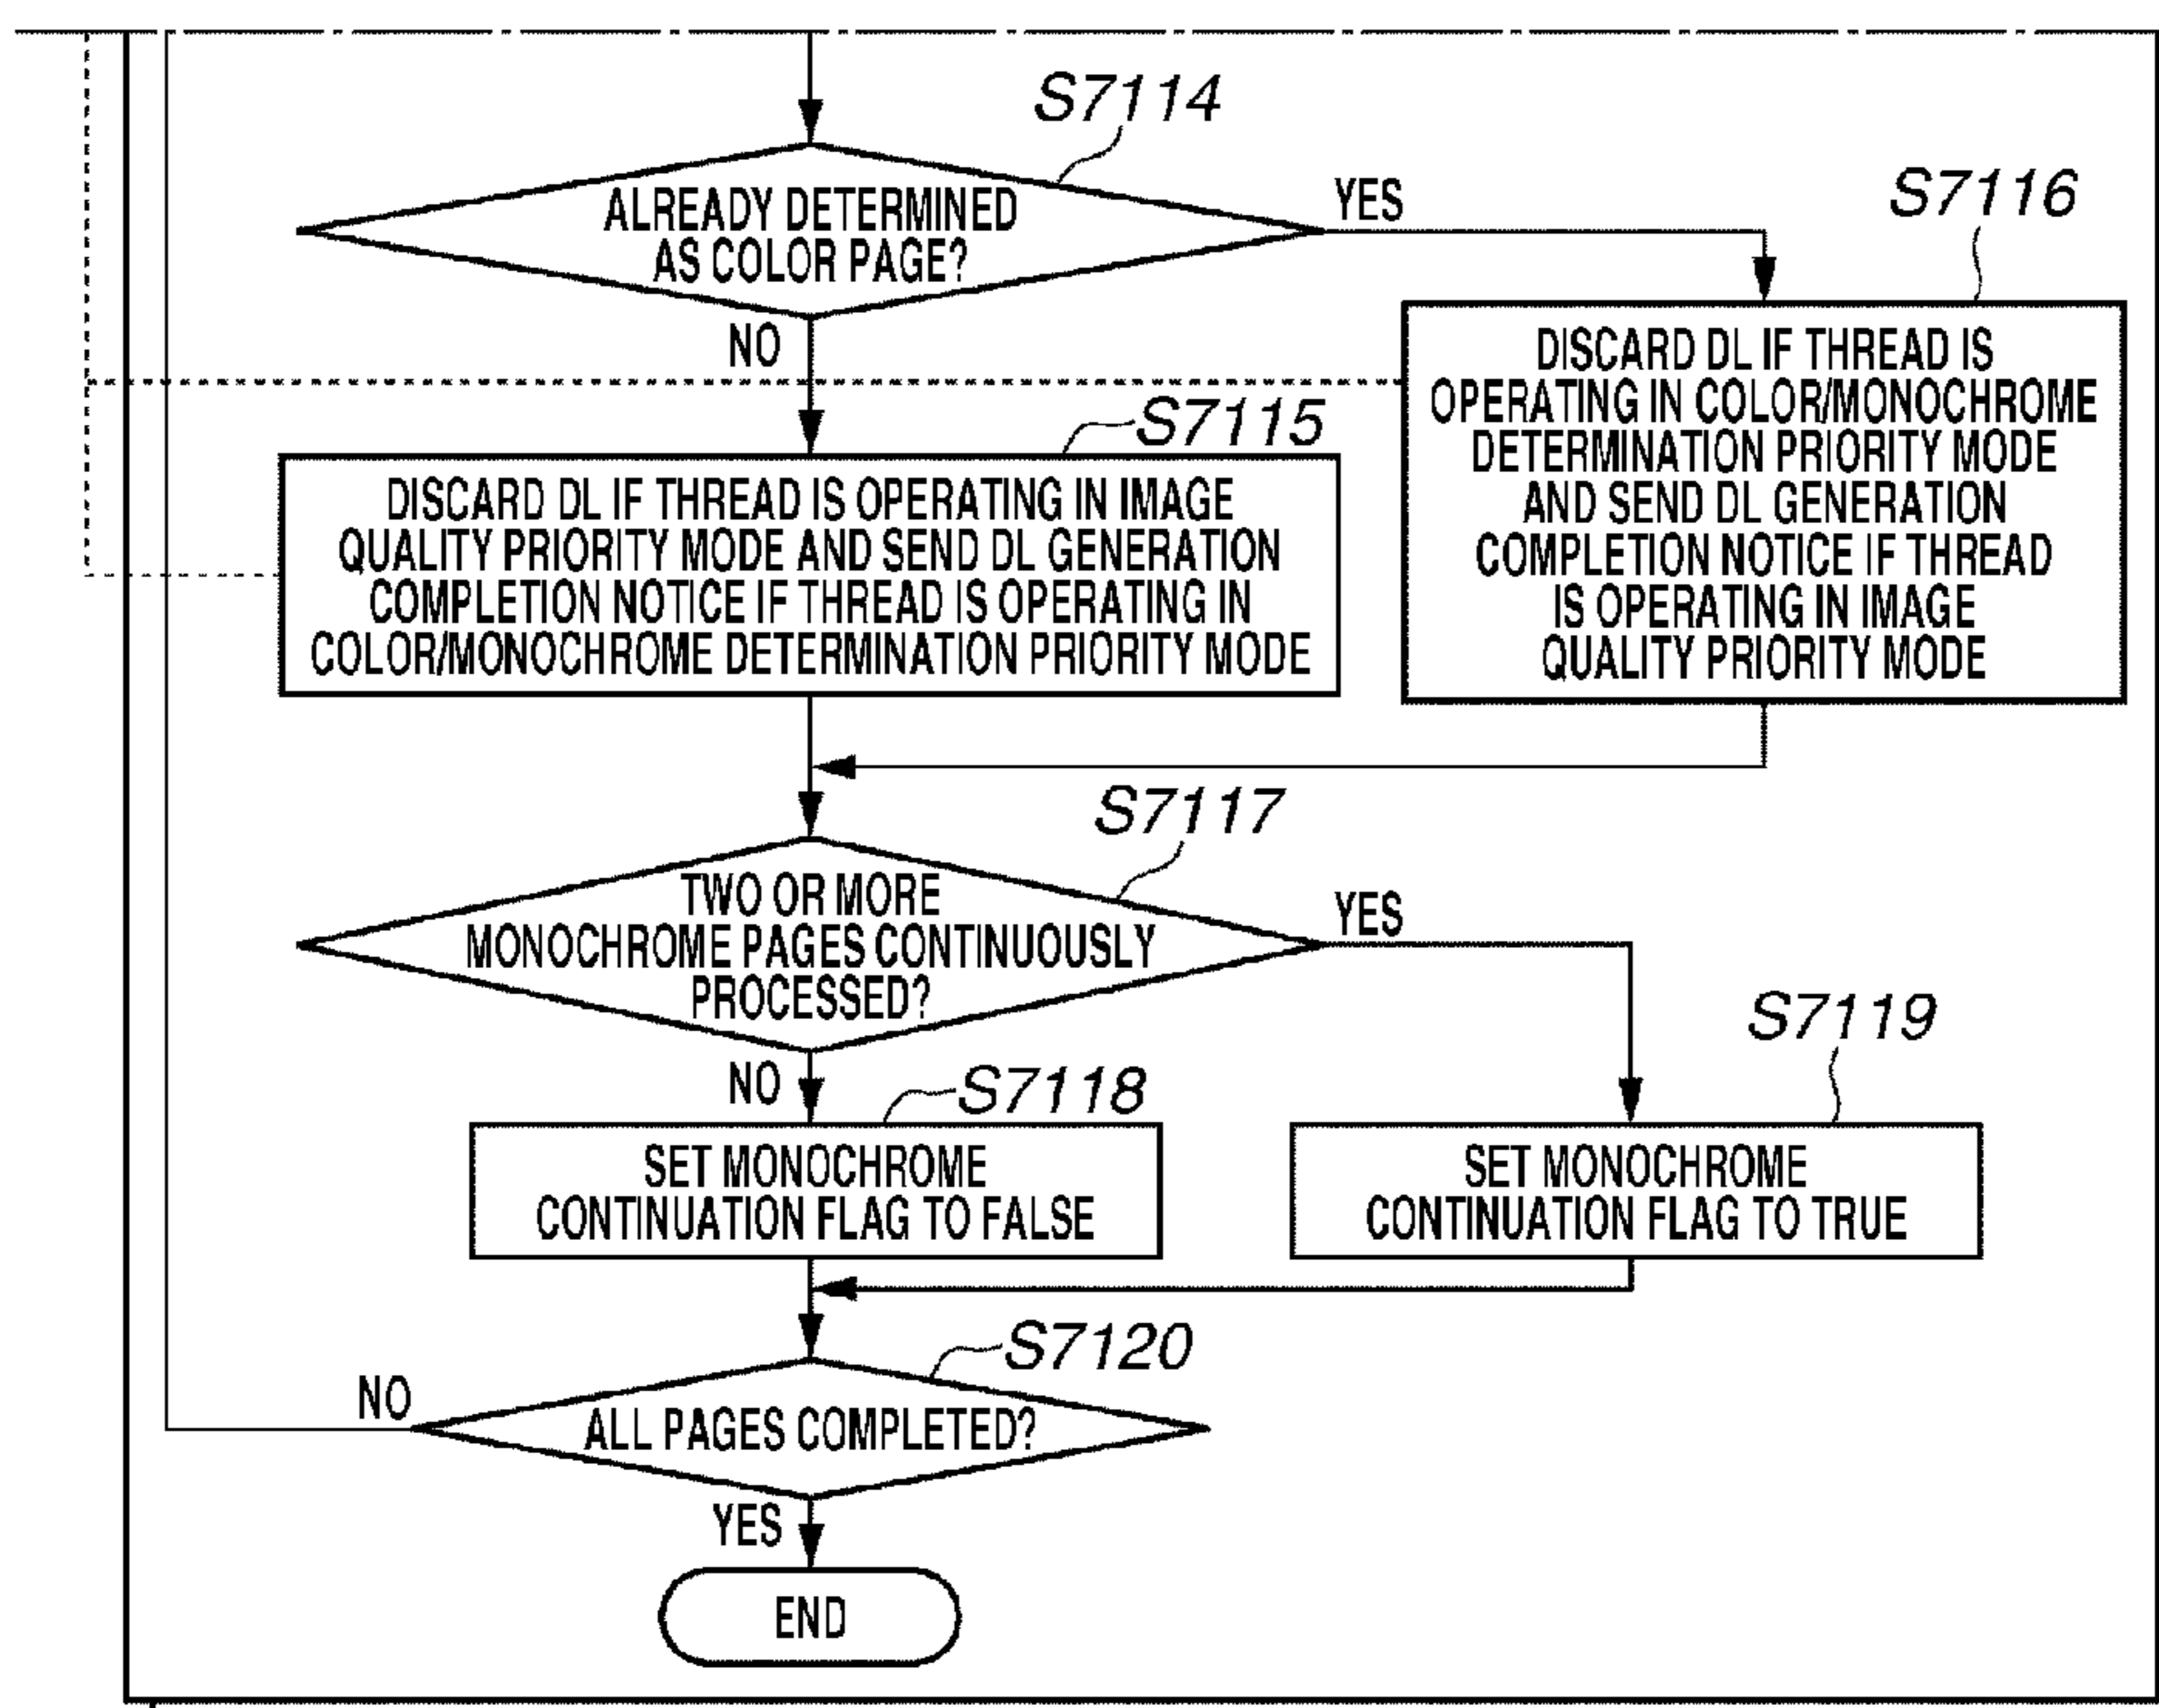 S7114
ALREADY DETERMINED
AS COLOR PAGE?
YES
NO
S7116
DISCARD DL IF THREAD IS
OPERATING IN COLOR/MONOCHROME
DETERMINATION PRIORITY MODE
AND SEND DL GENERATION
COMPLETION NOTICE IF THREAD
IS OPERATING IN IMAGE
QUALITY PRIORITY MODE
S7115
DISCARD DL IF THREAD IS OPERATING IN IMAGE
QUALITY PRIORITY MODE AND SEND DL GENERATION
COMPLETION NOTICE IF THREAD IS OPERATING IN
COLOR/MONOCHROME DETERMINATION PRIORITY MODE
S7117
TWO OR MORE
MONOCHROME PAGES CONTINUOUSLY
PROCESSED?
YES
NO
S7118
SET MONOCHROME
CONTINUATION FLAG TO FALSE
S7119
SET MONOCHROME
CONTINUATION FLAG TO TRUE
S7120
ALL PAGES COMPLETED?
NO
YES
END